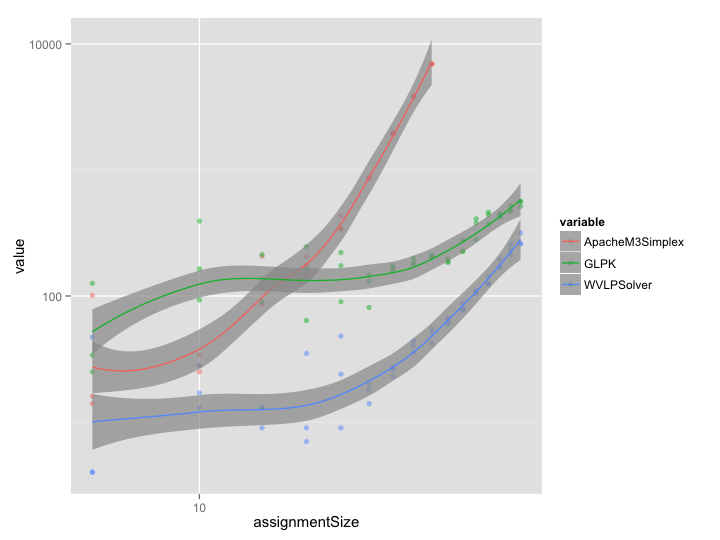 10000
100
value
10
assignmentSize
variable
ApacheM3Simplex
GLPK
WVLPSolver